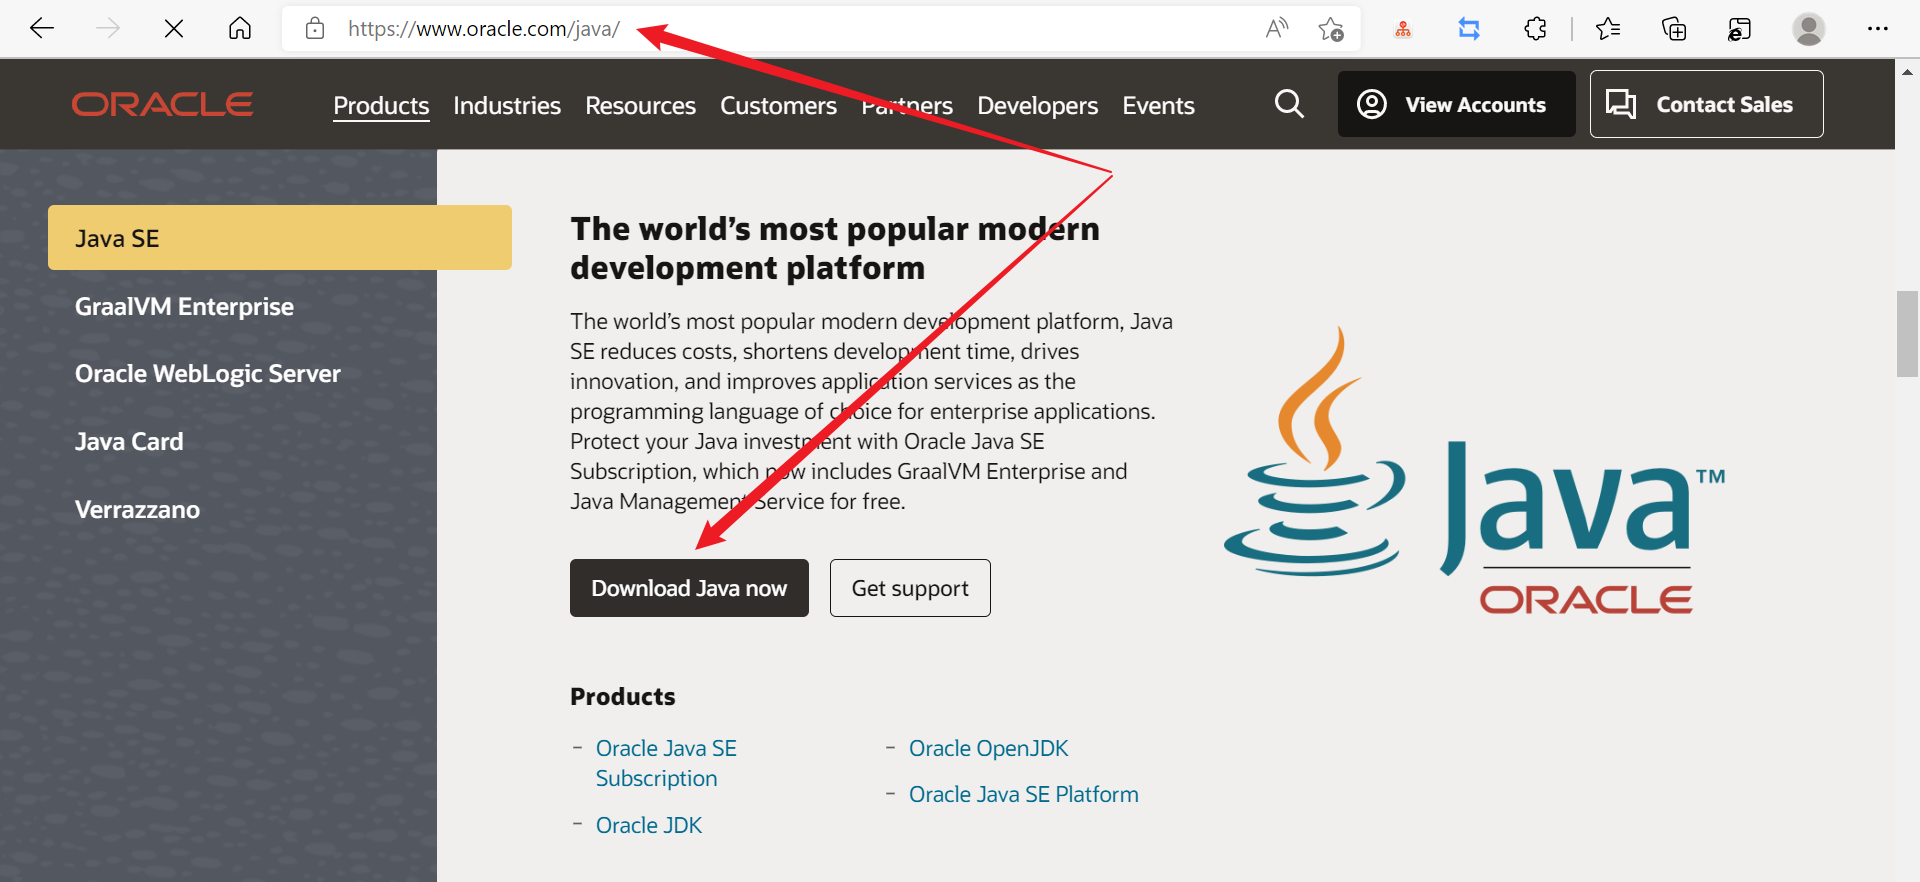 https://www.oracle.com/java/
ORACLE
Products Industries Resources Customers Partners Developers Events
View Accounts
Contact Sales
Java SE
GraalVM Enterprise
Oracle WebLogic Server
Java Card
Verrazzano
The world's most popular modern
development platform
The world's most popular modern development platform, Java
SE reduces costs, shortens development time, drives
innovation, and improves application services as the
programming language of choice for enterprise applications.
Protect your Java investment with Oracle Java SE
Subscription, which now includes GraalVM Enterprise and
Java Management Service for free.
Download Java now
Get support
Java™
ORACLE
Products
- Oracle Java SE
Subscription
- Oracle JDK
- Oracle OpenJDK
- Oracle Java SE Platform